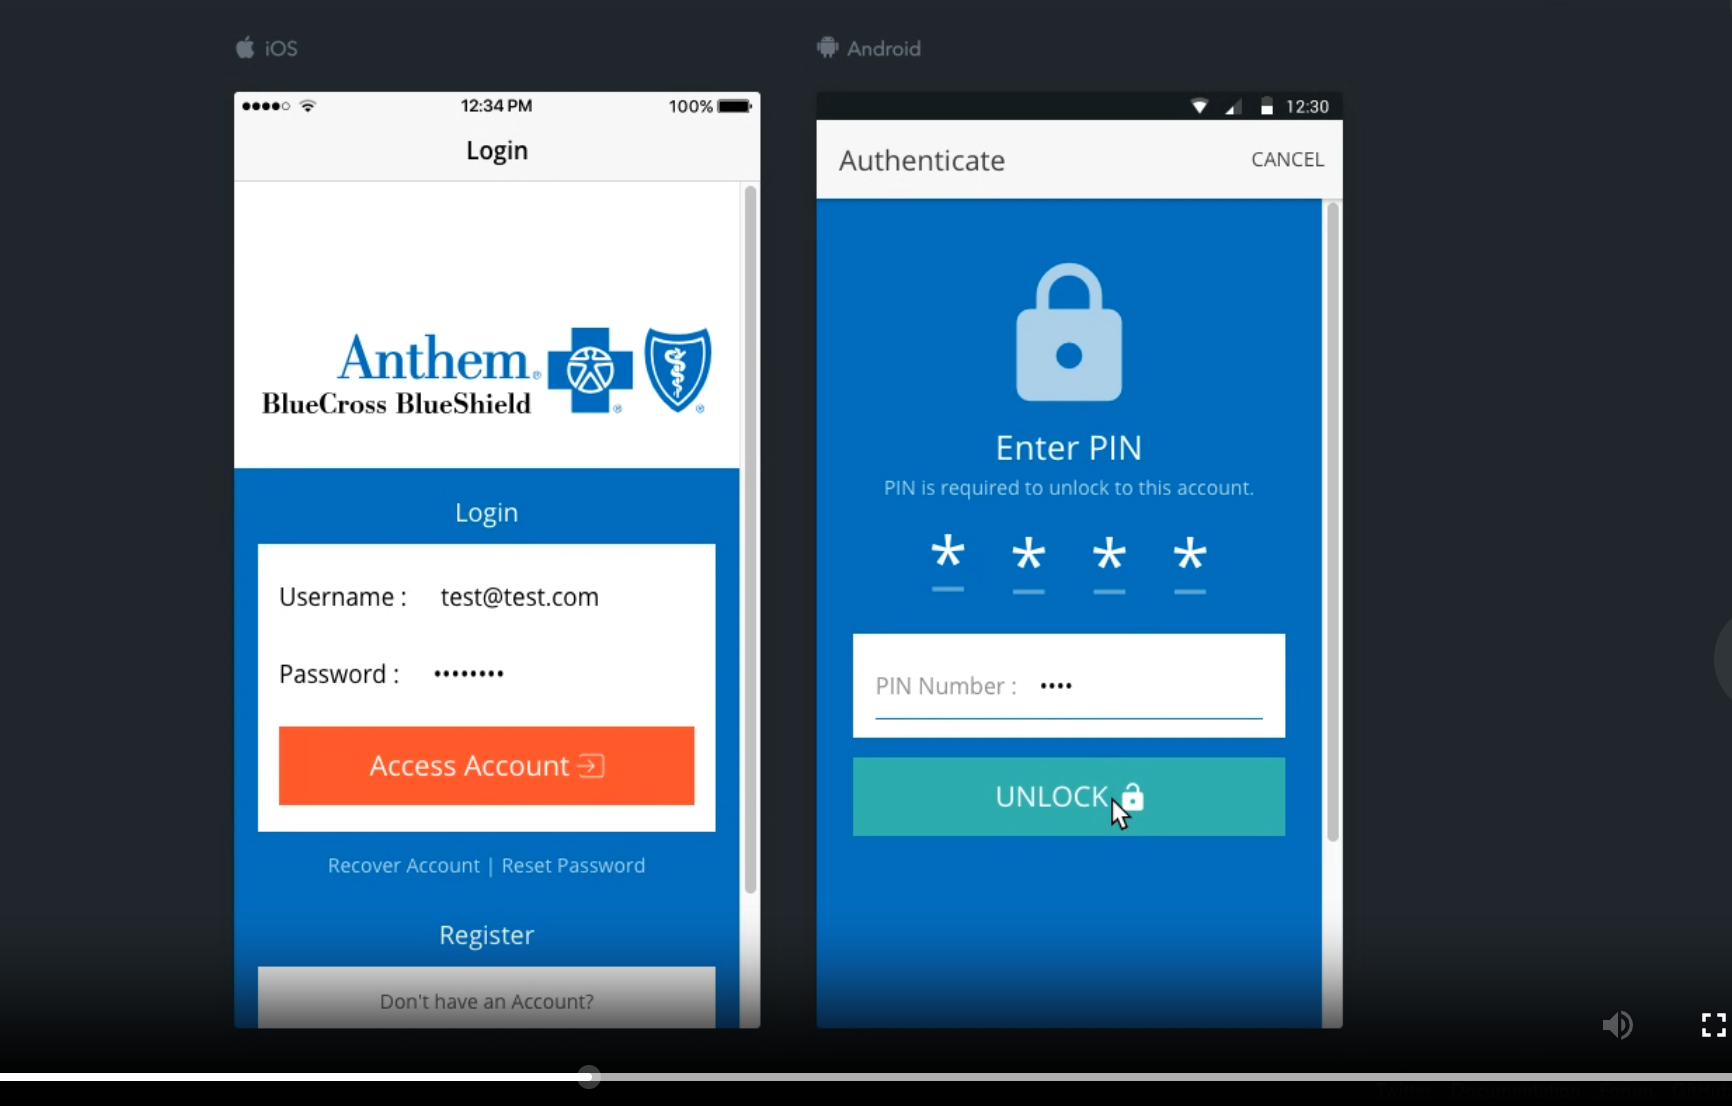 iOS
12:34 PM
100%
Login
Anthem®
BlueCross BlueShield
®
®
Login
Username : test@test.com
Password : ••••••••
Access Account
Recover Account | Reset Password
Register
Don't have an Account?
Android
12:30
Authenticate
CANCEL
Enter PIN
PIN is required to unlock to this account.
* * * *
PIN Number : ••••
UNLOCK